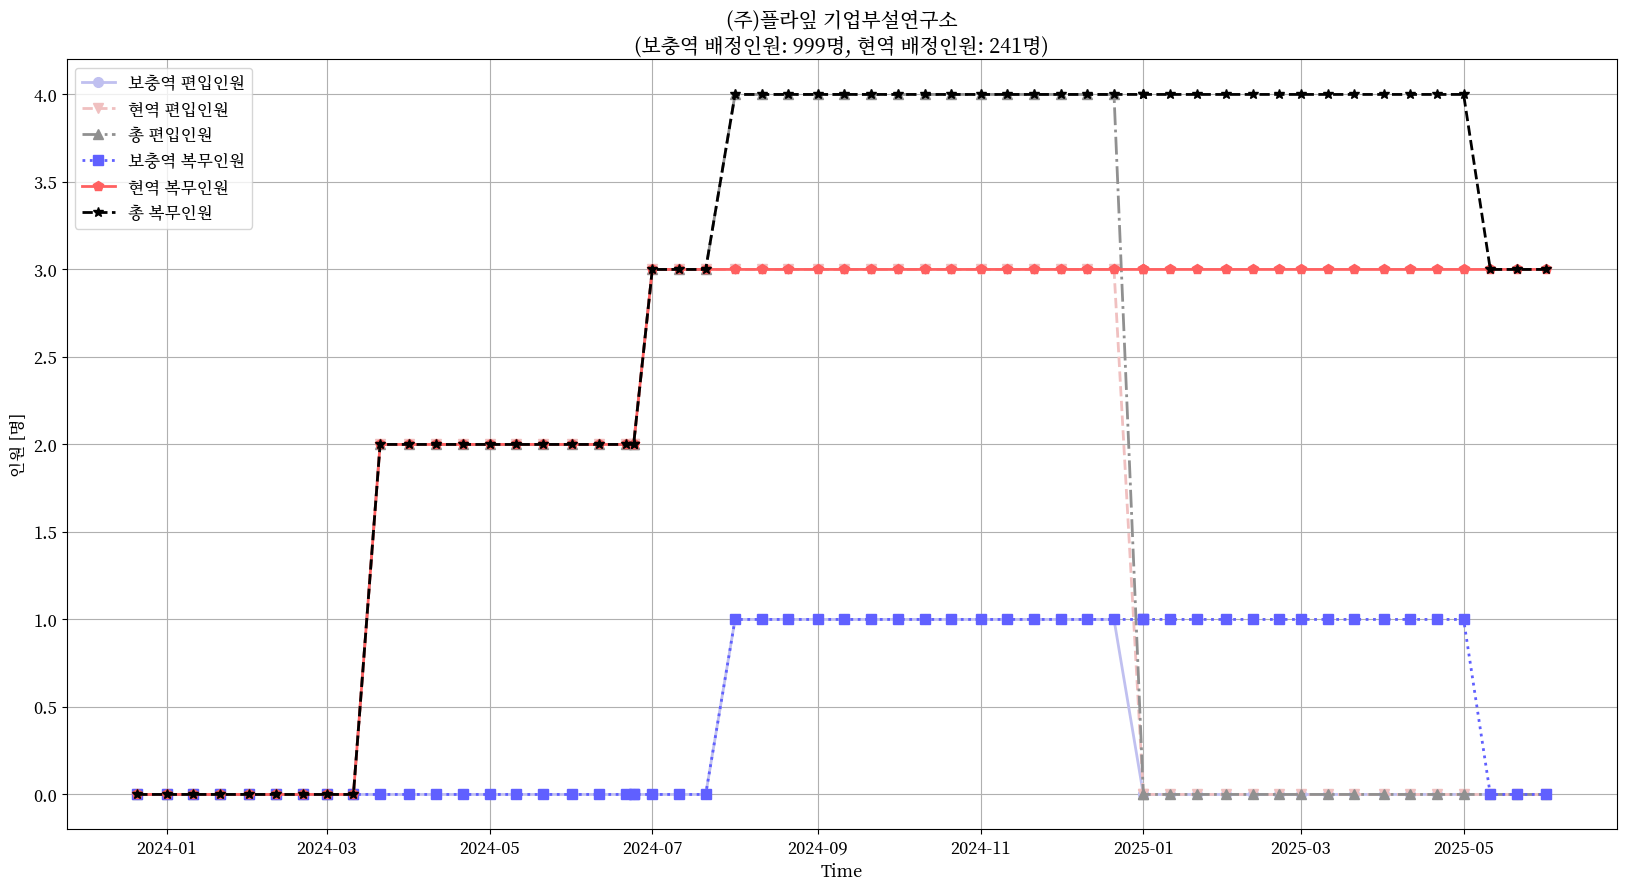 (주)플라잎 기업부설연구소
(보충역 배정인원: 999명, 현역 배정인원: 241명)
보충역 편입인원
현역 편입인원
총 편입인원
보충역 복무인원
현역 복무인원
총 복무인원
인원 [명]
4.0
3.5
3.0
2.5
2.0
1.5
1.0
0.5
0.0
2024-01
2024-03
2024-05
2024-07
2024-09
2024-11
2025-01
2025-03
2025-05
Time